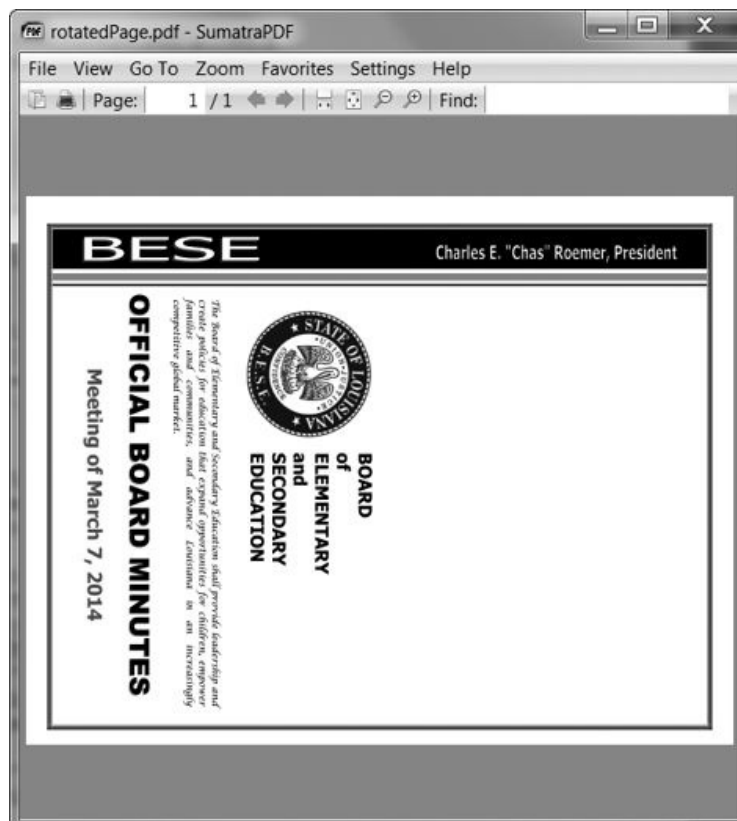 rotatedPage.pdf - SumatraPDF
File View Go To Zoom Favorites Settings Help
Page: 1 / 1 Find:
BESE
Charles E. "Chas" Roemer, President
★ STATE OF LOUISIANA ★
B.E.S.E.
UNION JUSTICE
CONFIDENCE
BOARD
of
ELEMENTARY
and
SECONDARY
EDUCATION
The Board of Elementary and Secondary Education shall provide leadership and
create policies for education that expand opportunities for children, empower
families and communities, and advance Louisiana in an increasingly
competitive global market.
OFFICIAL BOARD MINUTES
Meeting of March 7, 2014